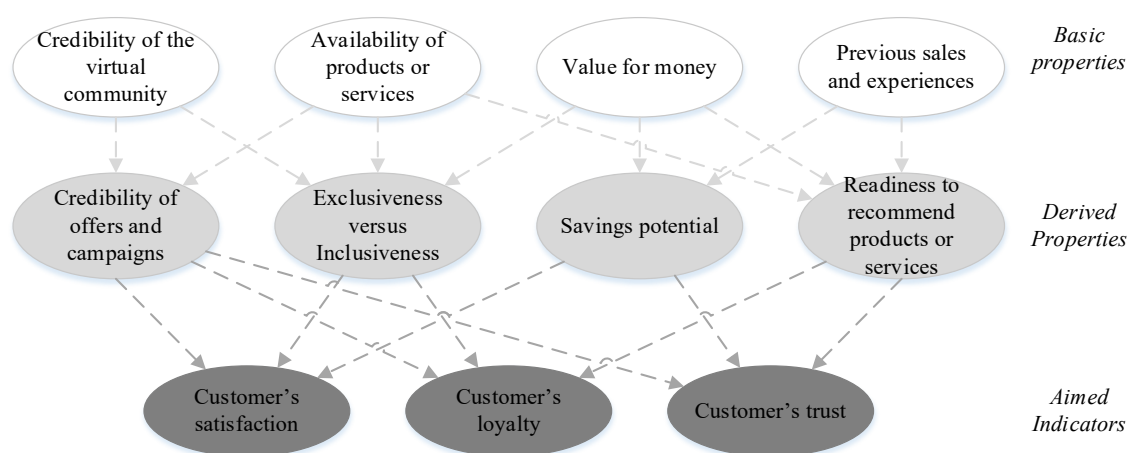 Credibility of the
virtual
community
Availability of
products or
services
Value for money
Previous sales
and experiences
Basic
properties
Credibility of
offers and
campaigns
Exclusiveness
versus
Inclusiveness
Savings potential
Readiness to
recommend
products or
services
Derived
Properties
Customer’s
satisfaction
Customer’s
loyalty
Customer’s trust
Aimed
Indicators